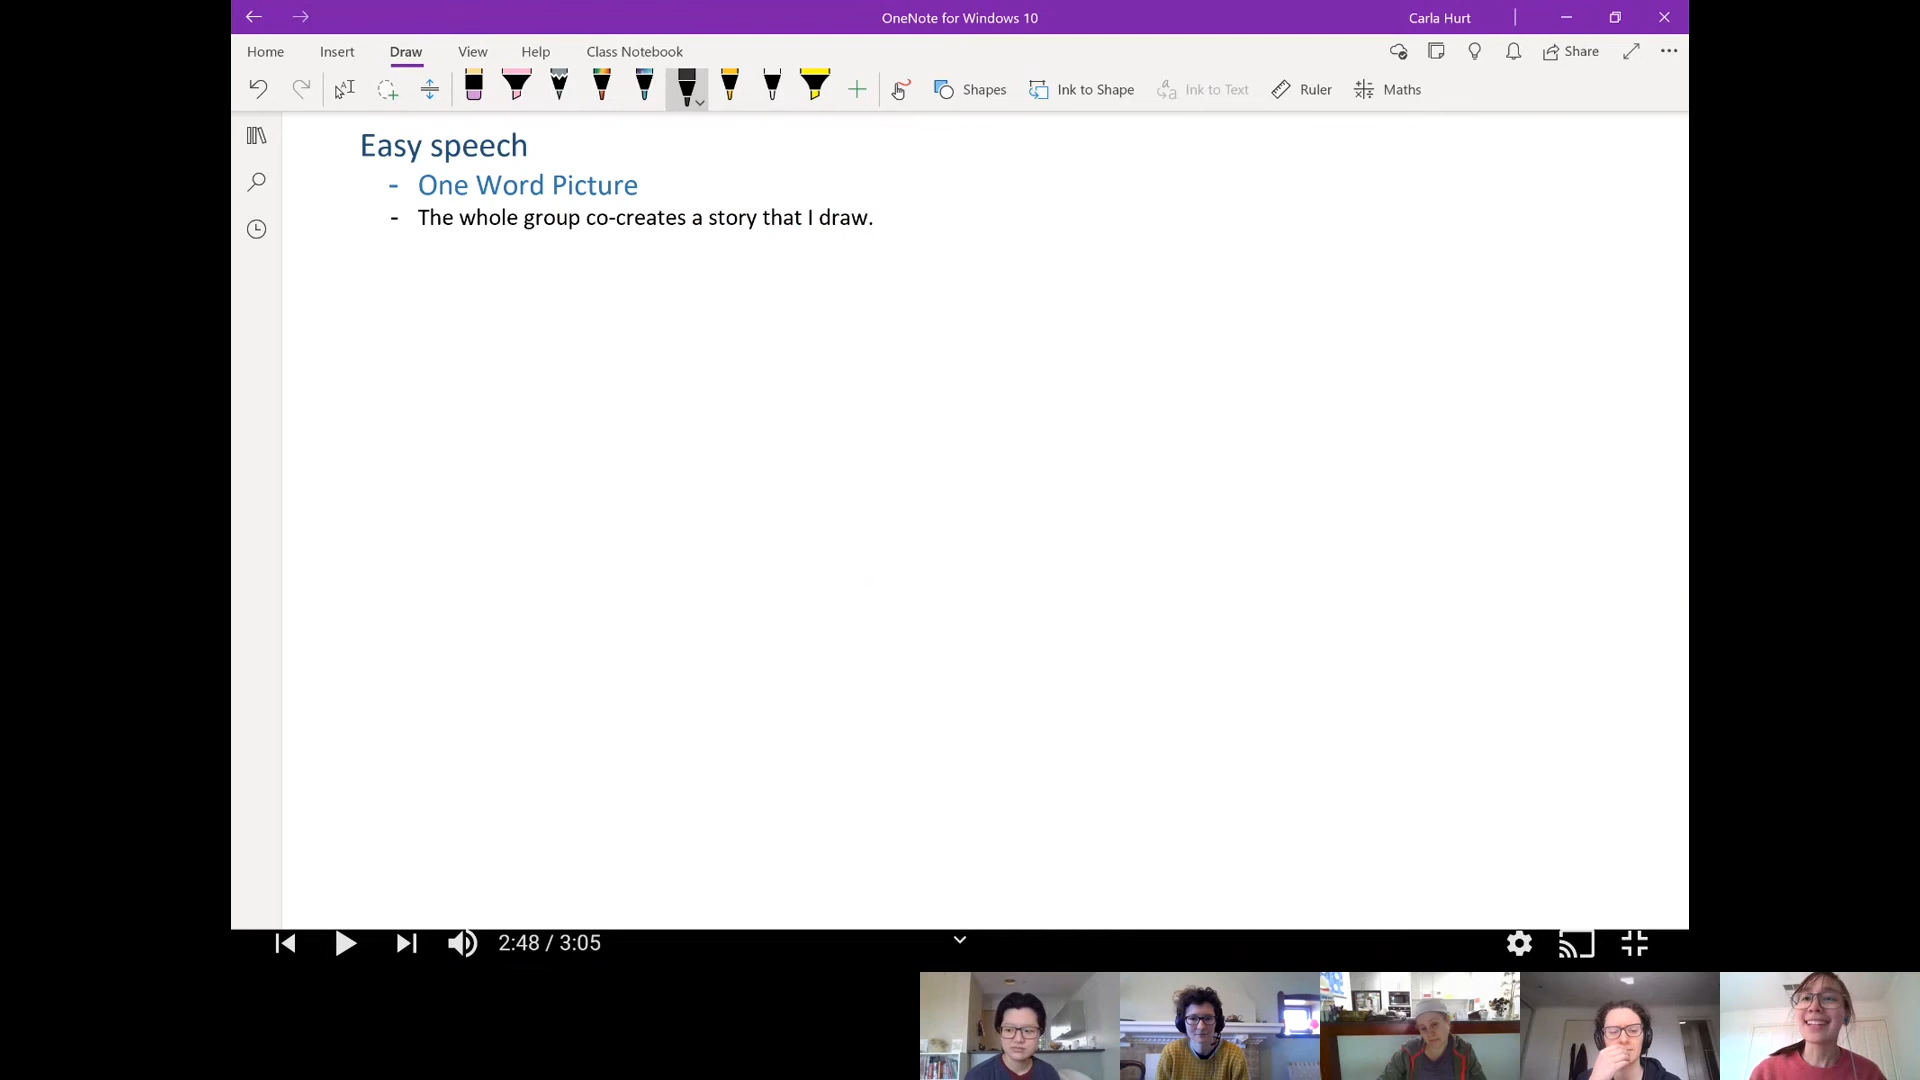 OneNote for Windows 10
Carla Hurt
Home Insert Draw View Help Class Notebook
Share
Shapes Ink to Shape Ink to Text Ruler Maths
Easy speech
- One Word Picture
- The whole group co-creates a story that I draw.
2:48 / 3:05